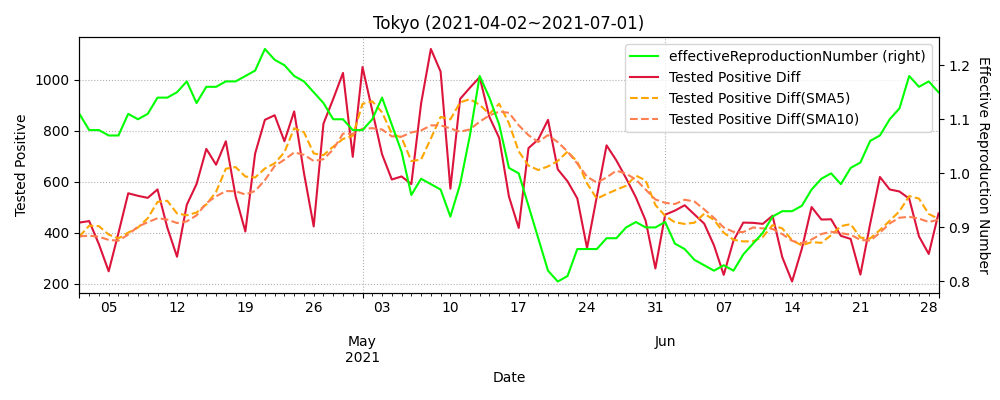 Tokyo (2021-04-02~2021-07-01)
effectiveReproductionNumber (right)
Tested Positive Diff
Tested Positive Diff(SMA5)
Tested Positive Diff(SMA10)
Tested Positive
1000
800
600
400
200
Effective Reproduction Number
1.2
1.1
1.0
0.9
0.8
05 12 19 26 03 10 17 24 31 07 14 21 28
May Jun
2021
Date